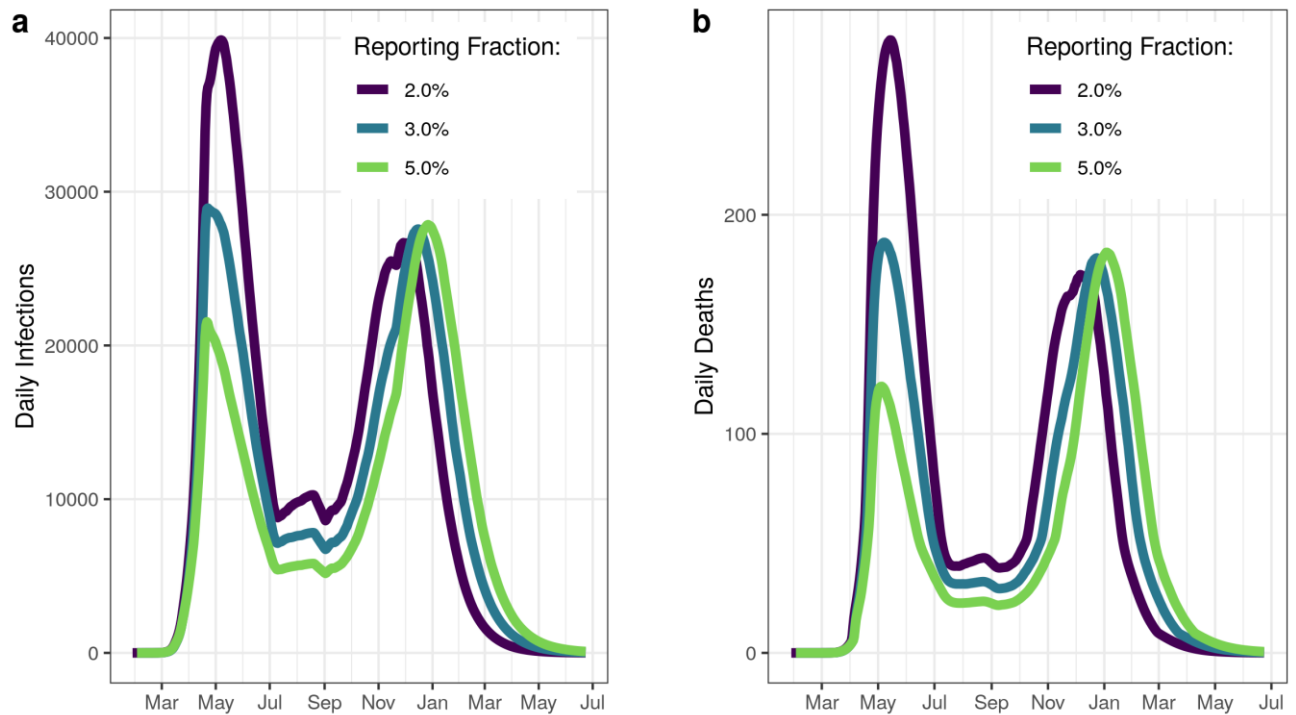 a
Reporting Fraction:
2.0%
3.0%
5.0%
Daily Infections
40000
30000
20000
10000
0
Mar May Jul Sep Nov Jan Mar May Jul
b
Reporting Fraction:
2.0%
3.0%
5.0%
Daily Deaths
200
100
0
Mar May Jul Sep Nov Jan Mar May Jul